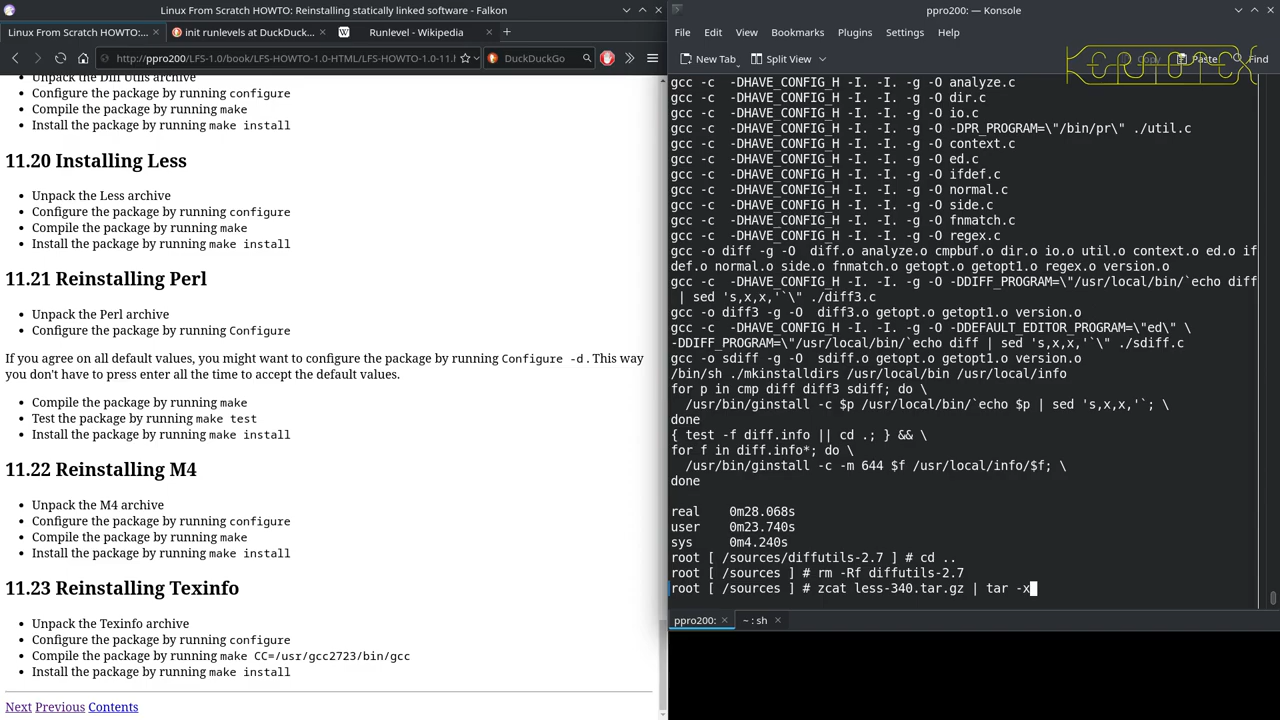 Linux From Scratch HOWTO: Reinstalling statically linked software - Falkon
Linux From Scratch HOWTO:...
init runlevels at DuckDuck...
Runlevel - Wikipedia
http://ppro200/LFS-1.0/book/LFS-HOWTO-1.0-HTML/LFS-HOWTO-1.0-11.
DuckDuckGo
Unpack the Diff Utils archive
Configure the package by running configure
Compile the package by running make
Install the package by running make install
11.20 Installing Less
Unpack the Less archive
Configure the package by running configure
Compile the package by running make
Install the package by running make install
11.21 Reinstalling Perl
Unpack the Perl archive
Configure the package by running Configure
If you agree on all default values, you might want to configure the package by running Configure -d. This way
you don't have to press enter all the time to accept the default values.
Compile the package by running make
Test the package by running make test
Install the package by running make install
11.22 Reinstalling M4
Unpack the M4 archive
Configure the package by running configure
Compile the package by running make
Install the package by running make install
11.23 Reinstalling Texinfo
Unpack the Texinfo archive
Configure the package by running configure
Compile the package by running make CC=/usr/gcc2723/bin/gcc
Install the package by running make install
Next Previous Contents
ppro200: — Konsole
File Edit View Bookmarks Plugins Settings Help
New Tab Split View Copy Paste Find
gcc -c  -DHAVE_CONFIG_H -I. -I. -g -O analyze.c
gcc -c  -DHAVE_CONFIG_H -I. -I. -g -O dir.c
gcc -c  -DHAVE_CONFIG_H -I. -I. -g -O io.c
gcc -c  -DHAVE_CONFIG_H -I. -I. -g -O -DPR_PROGRAM=\"/bin/pr\" ./util.c
gcc -c  -DHAVE_CONFIG_H -I. -I. -g -O context.c
gcc -c  -DHAVE_CONFIG_H -I. -I. -g -O ed.c
gcc -c  -DHAVE_CONFIG_H -I. -I. -g -O ifdef.c
gcc -c  -DHAVE_CONFIG_H -I. -I. -g -O normal.c
gcc -c  -DHAVE_CONFIG_H -I. -I. -g -O side.c
gcc -c  -DHAVE_CONFIG_H -I. -I. -g -O fnmatch.c
gcc -c  -DHAVE_CONFIG_H -I. -I. -g -O regex.c
gcc -o diff -g -O  diff.o analyze.o cmpbuf.o dir.o io.o util.o context.o ed.o if
def.o normal.o side.o fnmatch.o getopt.o getopt1.o regex.o version.o
gcc -c  -DHAVE_CONFIG_H -I. -I. -g -O -DDIFF_PROGRAM=\"/usr/local/bin/`echo diff
 | sed 's,x,x,'`\" ./diff3.c
gcc -o diff3 -g -O  diff3.o getopt.o getopt1.o version.o
gcc -c  -DHAVE_CONFIG_H -I. -I. -g -O -DDEFAULT_EDITOR_PROGRAM=\"ed\" \
-DDIFF_PROGRAM=\"/usr/local/bin/`echo diff | sed 's,x,x,'`\" ./sdiff.c
gcc -o sdiff -g -O  sdiff.o getopt.o getopt1.o version.o
/bin/sh ./mkinstalldirs /usr/local/bin /usr/local/info
for p in cmp diff diff3 sdiff; do \
  /usr/bin/ginstall -c $p /usr/local/bin/`echo $p | sed 's,x,x,'`; \
done
{ test -f diff.info || cd .; } && \
for f in diff.info*; do \
  /usr/bin/ginstall -c -m 644 $f /usr/local/info/$f; \
done
real    0m28.068s
user    0m23.740s
sys     0m4.240s
root [ /sources/diffutils-2.7 ] # cd ..
root [ /sources ] # rm -Rf diffutils-2.7
root [ /sources ] # zcat less-340.tar.gz | tar -x
ppro200:
~ : sh